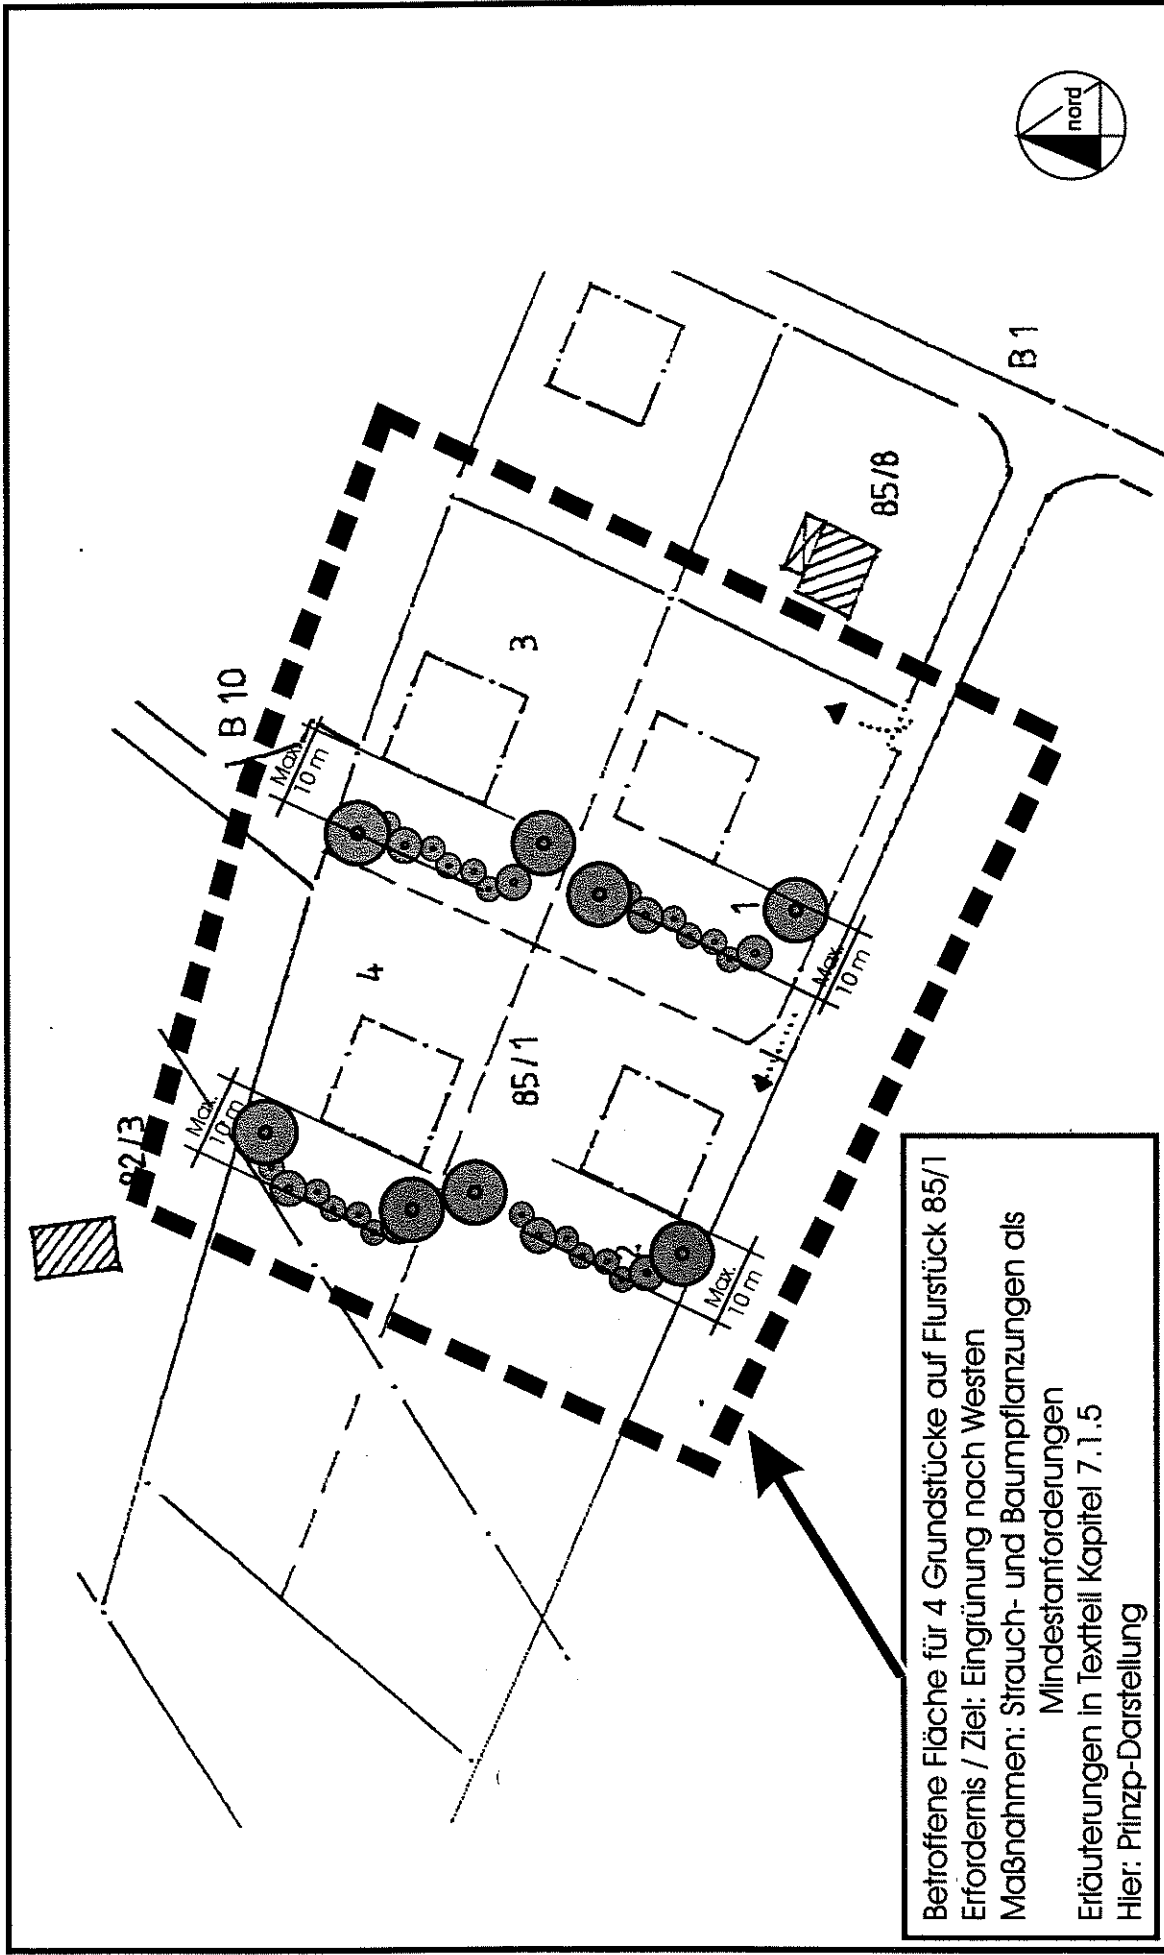 nord
B 1
B 10
82/3
85/8
3
Max.
10 m
4
1
Max.
10 m
85/1
Max.
10 m
2
Max.
10 m
Betroffene Fläche für 4 Grundstücke auf Flurstück 85/1
Erfordernis / Ziel: Eingrünung nach Westen
Maßnahmen: Strauch- und Baumpflanzungen als
Mindestanforderungen
Erläuterungen in Textteil Kapitel 7.1.5
Hier: Prinzp-Darstellung